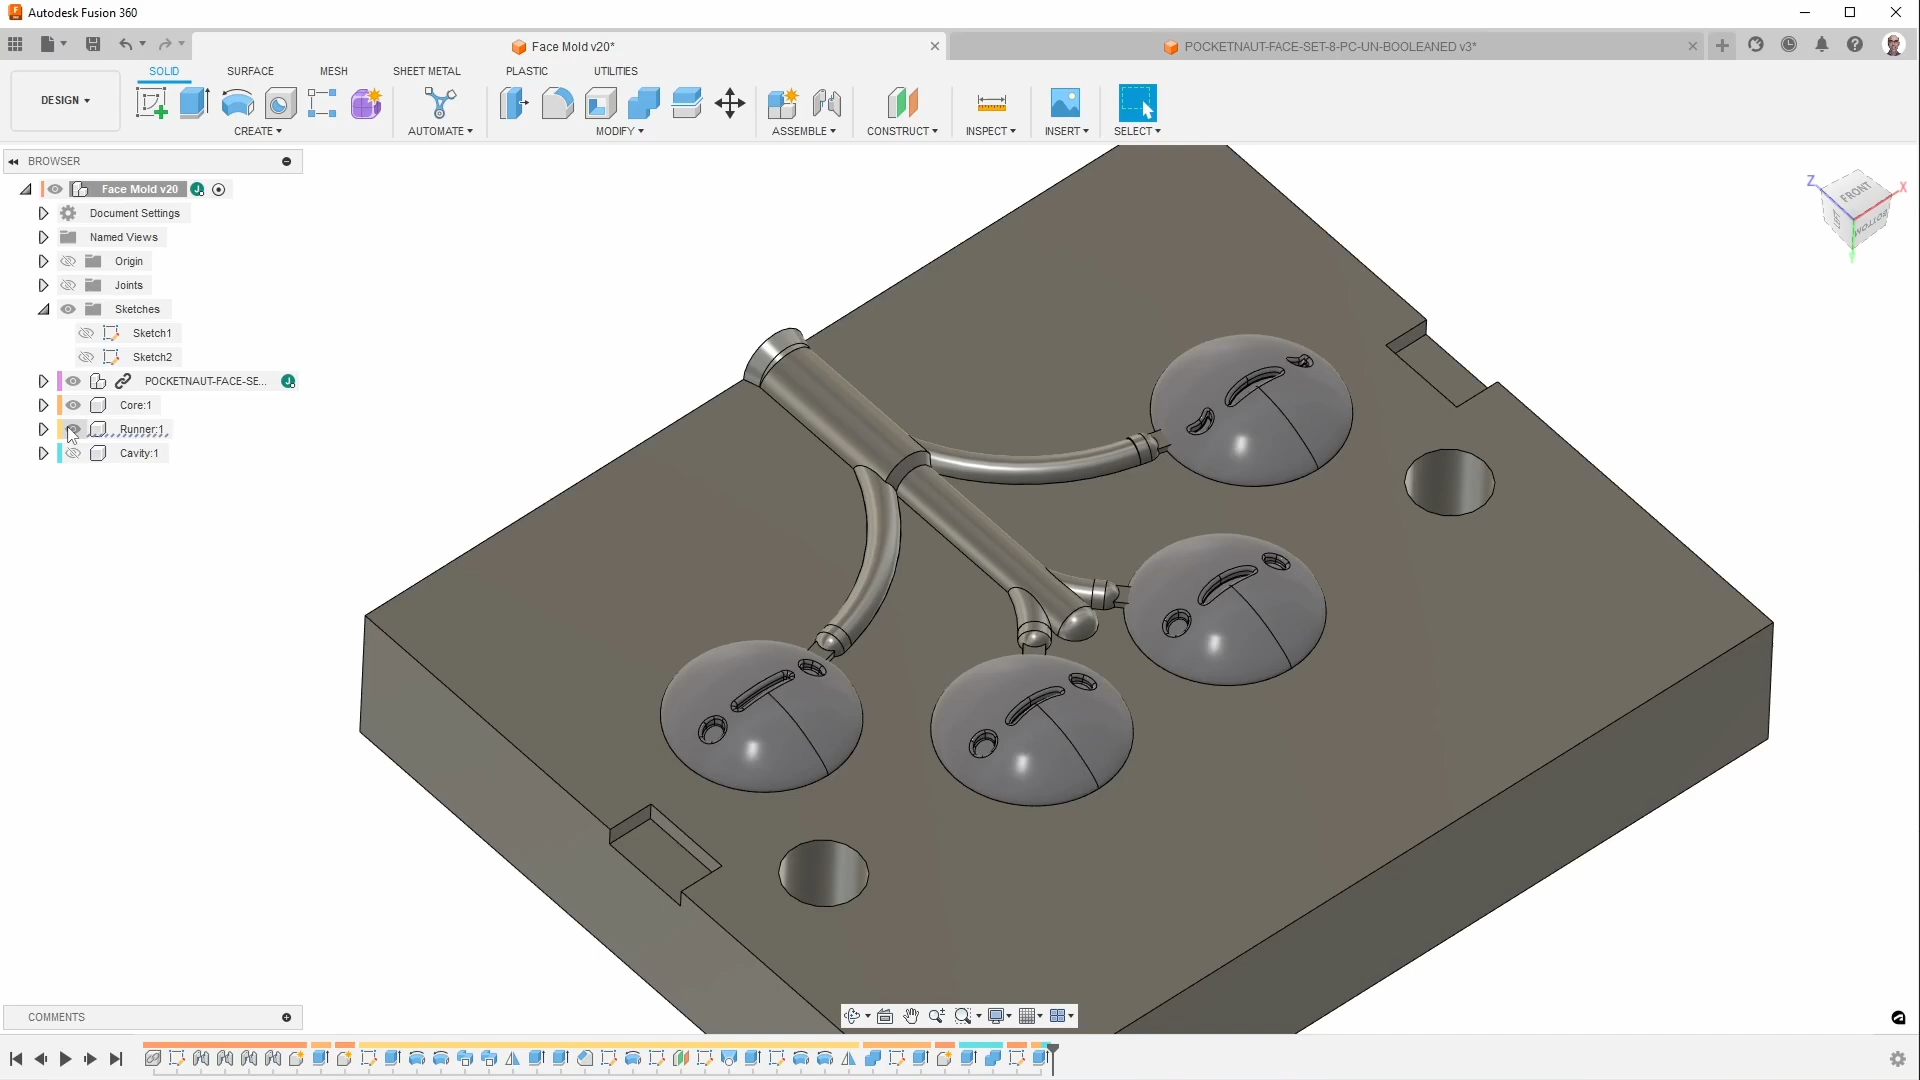 Autodesk Fusion 360
Face Mold v20*
POCKETNAUT-FACE-SET-8-PC-UN-BOOLEANED v3*
SOLID SURFACE MESH SHEET METAL PLASTIC UTILITIES
DESIGN
CREATE AUTOMATE MODIFY ASSEMBLE CONSTRUCT INSPECT INSERT SELECT
BROWSER
Face Mold v20
Document Settings
Named Views
Origin
Joints
Sketches
Sketch1
Sketch2
POCKETNAUT-FACE-SE...
Core:1
Runner:1
Cavity:1
Z
X
Y
FRONT
BOTTOM
COMMENTS